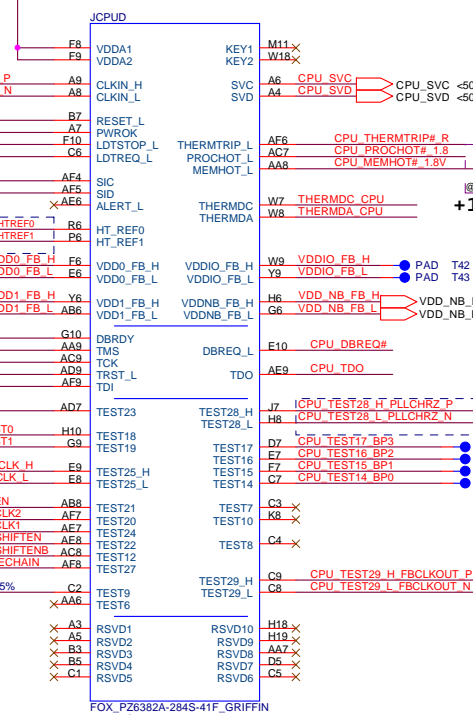 JCPUD
F8 VDDA1 KEY1 M11
F9 VDDA2 KEY2 W18
P A9 CLKIN_H SVC A6 CPU_SVC CPU_SVC <50
N A8 CLKIN_L SVD A4 CPU_SVD CPU_SVD <50
B7 RESET_L
A7 PWROK
F10 LDTSTOP_L THERMTRIP_L AF6 CPU_THERMTRIP#_R
C6 LDTREQ_L PROCHOT_L AC7 CPU_PROCHOT#_1.8
MEMHOT_L AA8 CPU_MEMHOT#_1.8V
AF4 SIC
AF5 SID
AE6 ALERT_L THERMDC W7 THERMDC_CPU
THERMDA W8 THERMDA_CPU
HTREF0 R6 HT_REF0
HTREF1 P6 HT_REF1
DD0_FB_H F6 VDD0_FB_H VDDIO_FB_H W9 VDDIO_FB_H PAD T42
DD0_FB_L E6 VDD0_FB_L VDDIO_FB_L Y9 VDDIO_FB_L PAD T43
DD1_FB_H Y6 VDD1_FB_H VDDNB_FB_H H6 VDD_NB_FB_H VDD_NB_
DD1_FB_L AB6 VDD1_FB_L VDDNB_FB_L G6 VDD_NB_FB_L VDD_NB_
G10 DBRDY
AA9 TMS DBREQ_L E10 CPU_DBREQ#
AC9 TCK
AD9 TRST_L TDO AE9 CPU_TDO
AF9 TDI
AD7 TEST23 TEST28_H J7 CPU_TEST28_H_PLLCHRZ_P
TEST28_L H8 CPU_TEST28_L_PLLCHRZ_N
T0 H10 TEST18
T1 G9 TEST19 TEST17 D7 CPU_TEST17_BP3
TEST16 E7 CPU_TEST16_BP2
CLK_H E9 TEST25_H TEST15 F7 CPU_TEST15_BP1
CLK_L E8 TEST25_L TEST14 C7 CPU_TEST14_BP0
EN AB8 TEST21 TEST7 C3
CLK2 AF7 TEST20 TEST10 K8
CLK1 AE7 TEST24
SHIFTEN AE8 TEST22 TEST8 C4
SHIFTENB AC8 TEST12
ECHAIN AF8 TEST27
TEST29_H C9 CPU_TEST29_H_FBCLKOUT_P
5% C2 TEST9 TEST29_L C8 CPU_TEST29_L_FBCLKOUT_N
AA6 TEST6
A3 RSVD1 RSVD10 H18
A5 RSVD2 RSVD9 H19
B3 RSVD3 RSVD8 AA7
B5 RSVD4 RSVD7 D5
C1 RSVD5 RSVD6 C5
FOX_PZ6382A-284S-41F_GRIFFIN